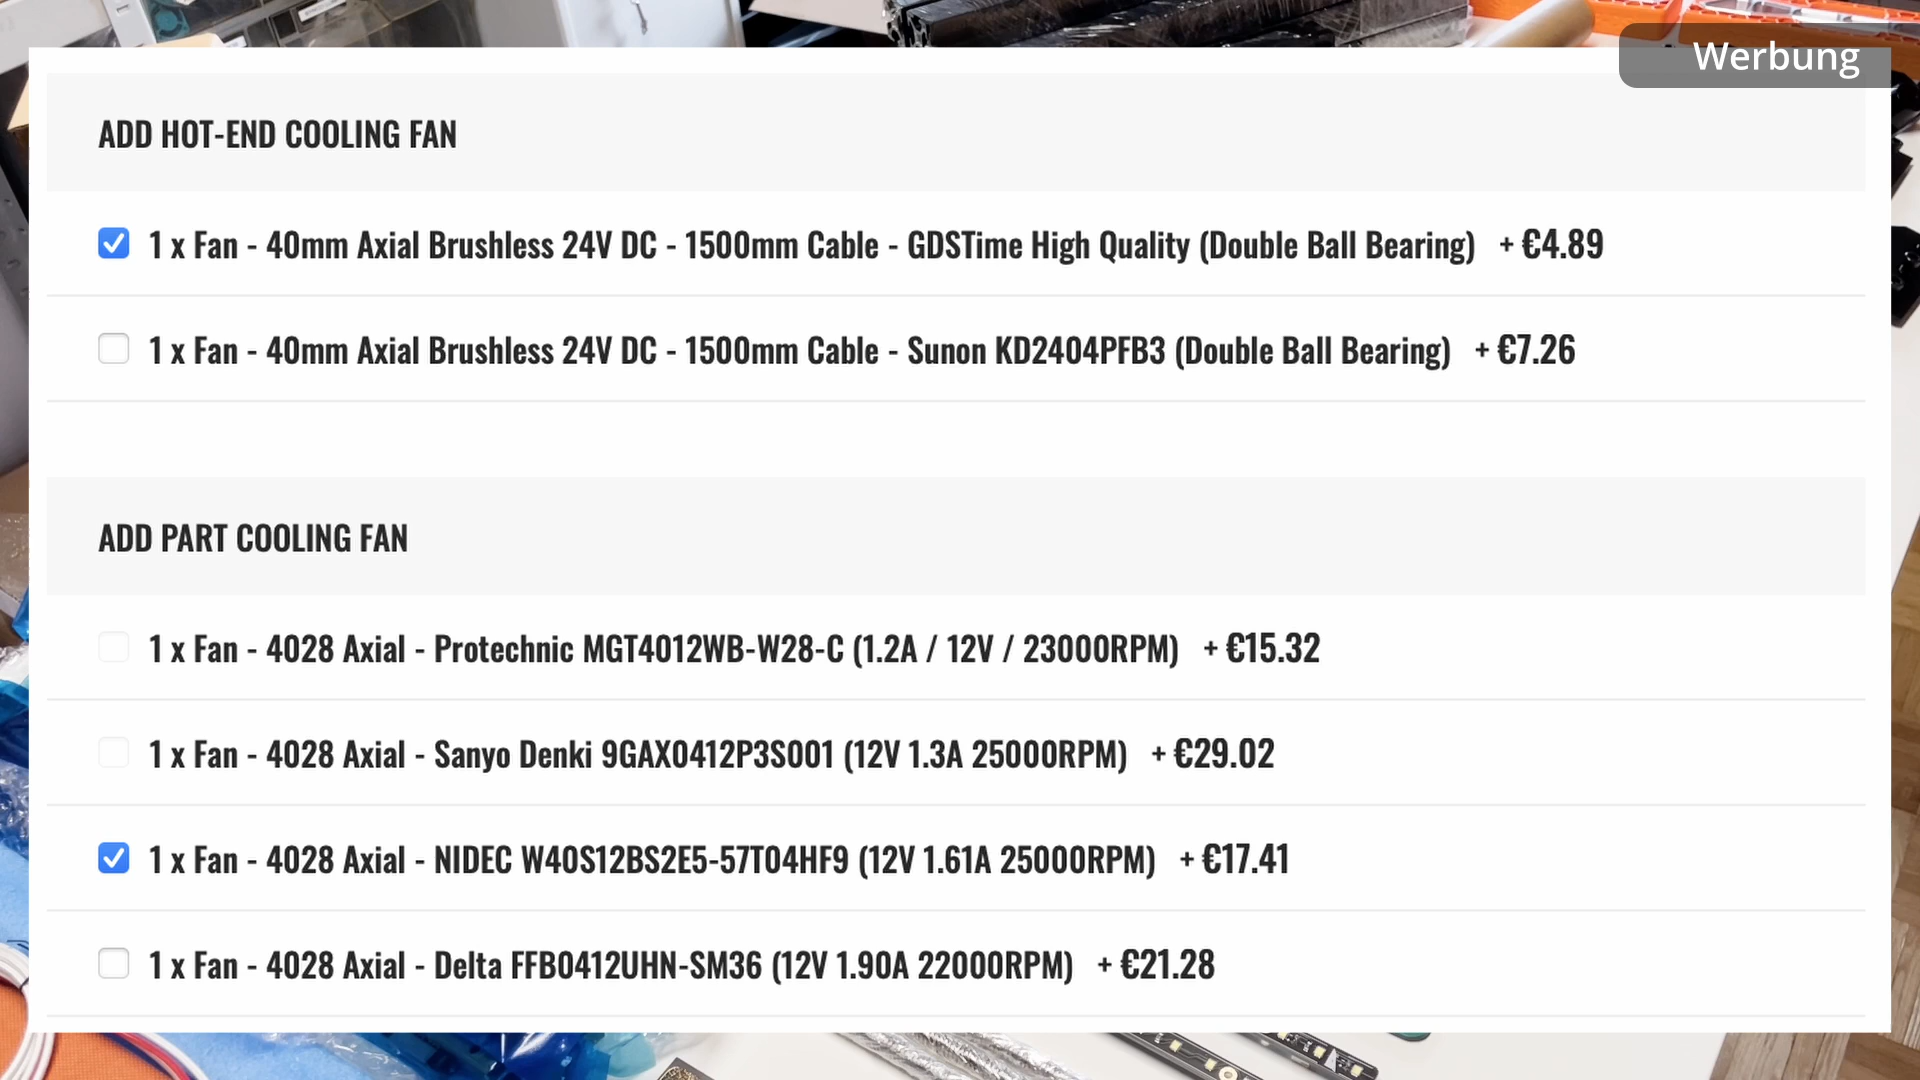 Werbung
ADD HOT-END COOLING FAN
1 x Fan - 40mm Axial Brushless 24V DC - 1500mm Cable - GDSTime High Quality (Double Ball Bearing) + €4.89
1 x Fan - 40mm Axial Brushless 24V DC - 1500mm Cable - Sunon KD2404PFB3 (Double Ball Bearing) + €7.26
ADD PART COOLING FAN
1 x Fan - 4028 Axial - Protechnic MGT4012WB-W28-C (1.2A / 12V / 23000RPM) + €15.32
1 x Fan - 4028 Axial - Sanyo Denki 9GAX0412P3S001 (12V 1.3A 25000RPM) + €29.02
1 x Fan - 4028 Axial - NIDEC W40S12BS2E5-57T04HF9 (12V 1.61A 25000RPM) + €17.41
1 x Fan - 4028 Axial - Delta FFB0412UHN-SM36 (12V 1.90A 22000RPM) + €21.28